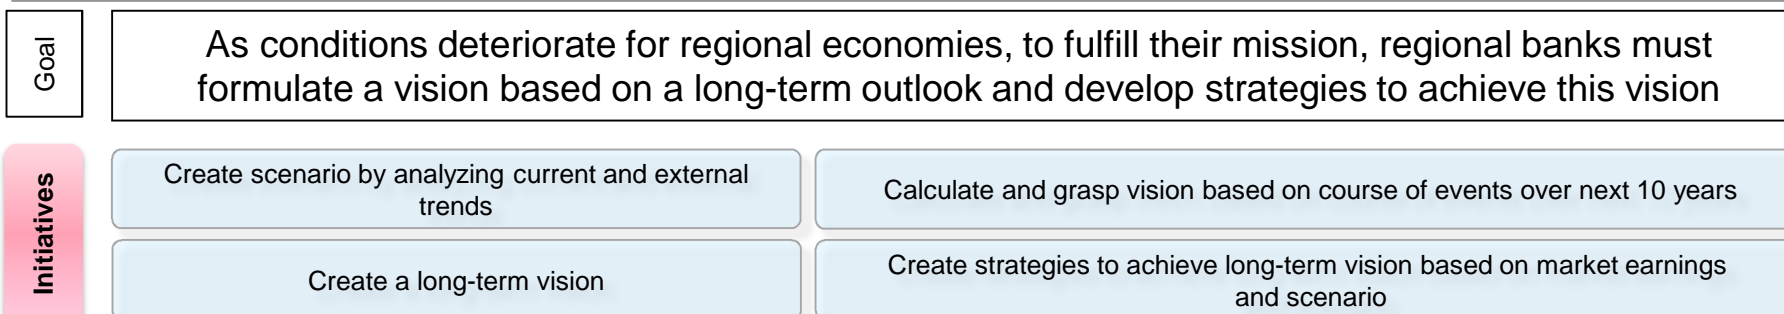 Goal
As conditions deteriorate for regional economies, to fulfill their mission, regional banks must
formulate a vision based on a long-term outlook and develop strategies to achieve this vision
Initiatives
Create scenario by analyzing current and external
trends
Calculate and grasp vision based on course of events over next 10 years
Create a long-term vision
Create strategies to achieve long-term vision based on market earnings
and scenario